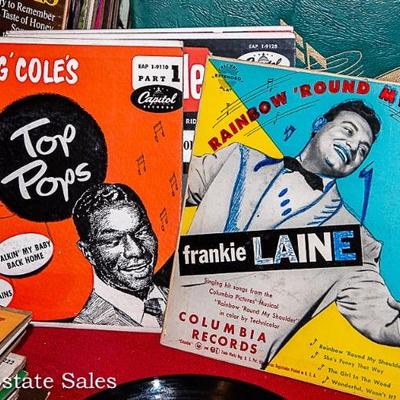 to Remember
Taste of Honey
G' COLE'S
EAP 1-9110
PART 1
Capitol
RECORDS
Top
Pops
WALKIN' MY BABY
BACK HOME
AINS
EAP 1-9128
RAINBOW 'ROUND M
frankie LAINE
Singing hit songs from the
Columbia Pictures' Musical
"Rainbow 'Round My Shoulder"
in color by Technicolor
COLUMBIA
RECORDS
Rainbow 'Round My Shoulder
She's Funny That Way
The Girl In The Wood
Wonderful, Wasn't It?
state Sales